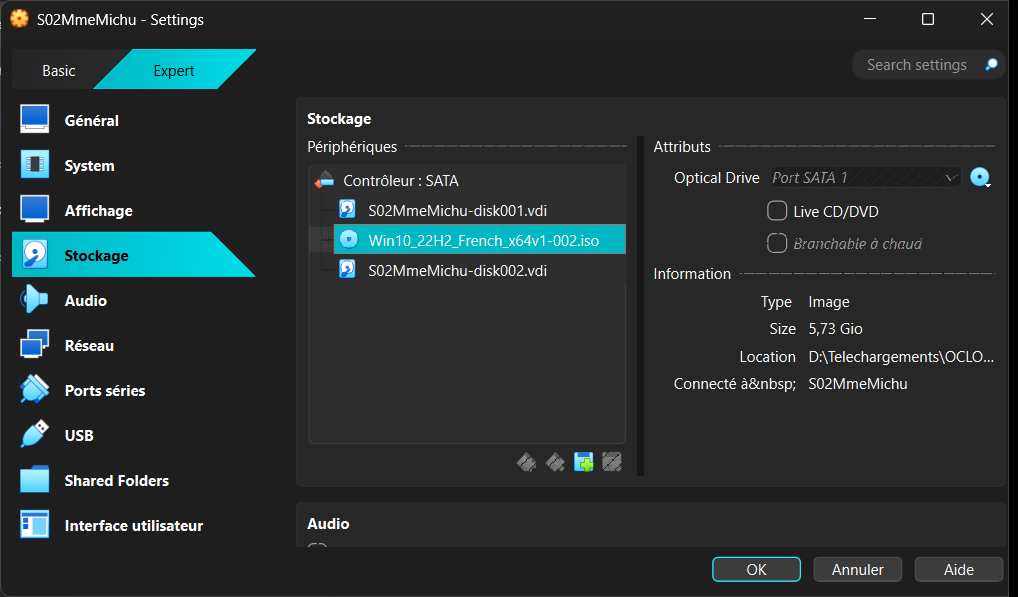 S02MmeMichu - Settings
Basic
Expert
Search settings
Général
System
Affichage
Stockage
Audio
Réseau
Ports séries
USB
Shared Folders
Interface utilisateur
Stockage
Périphériques
Contrôleur : SATA
S02MmeMichu-disk001.vdi
Win10_22H2_French_x64v1-002.iso
S02MmeMichu-disk002.vdi
Attributs
Optical Drive Port SATA 1
Live CD/DVD
Branchable à chaud
Information
Type Image
Size 5,73 Gio
Location D:\Telechargements\OCLO...
Connecté à&nbsp; S02MmeMichu
Audio
OK
Annuler
Aide